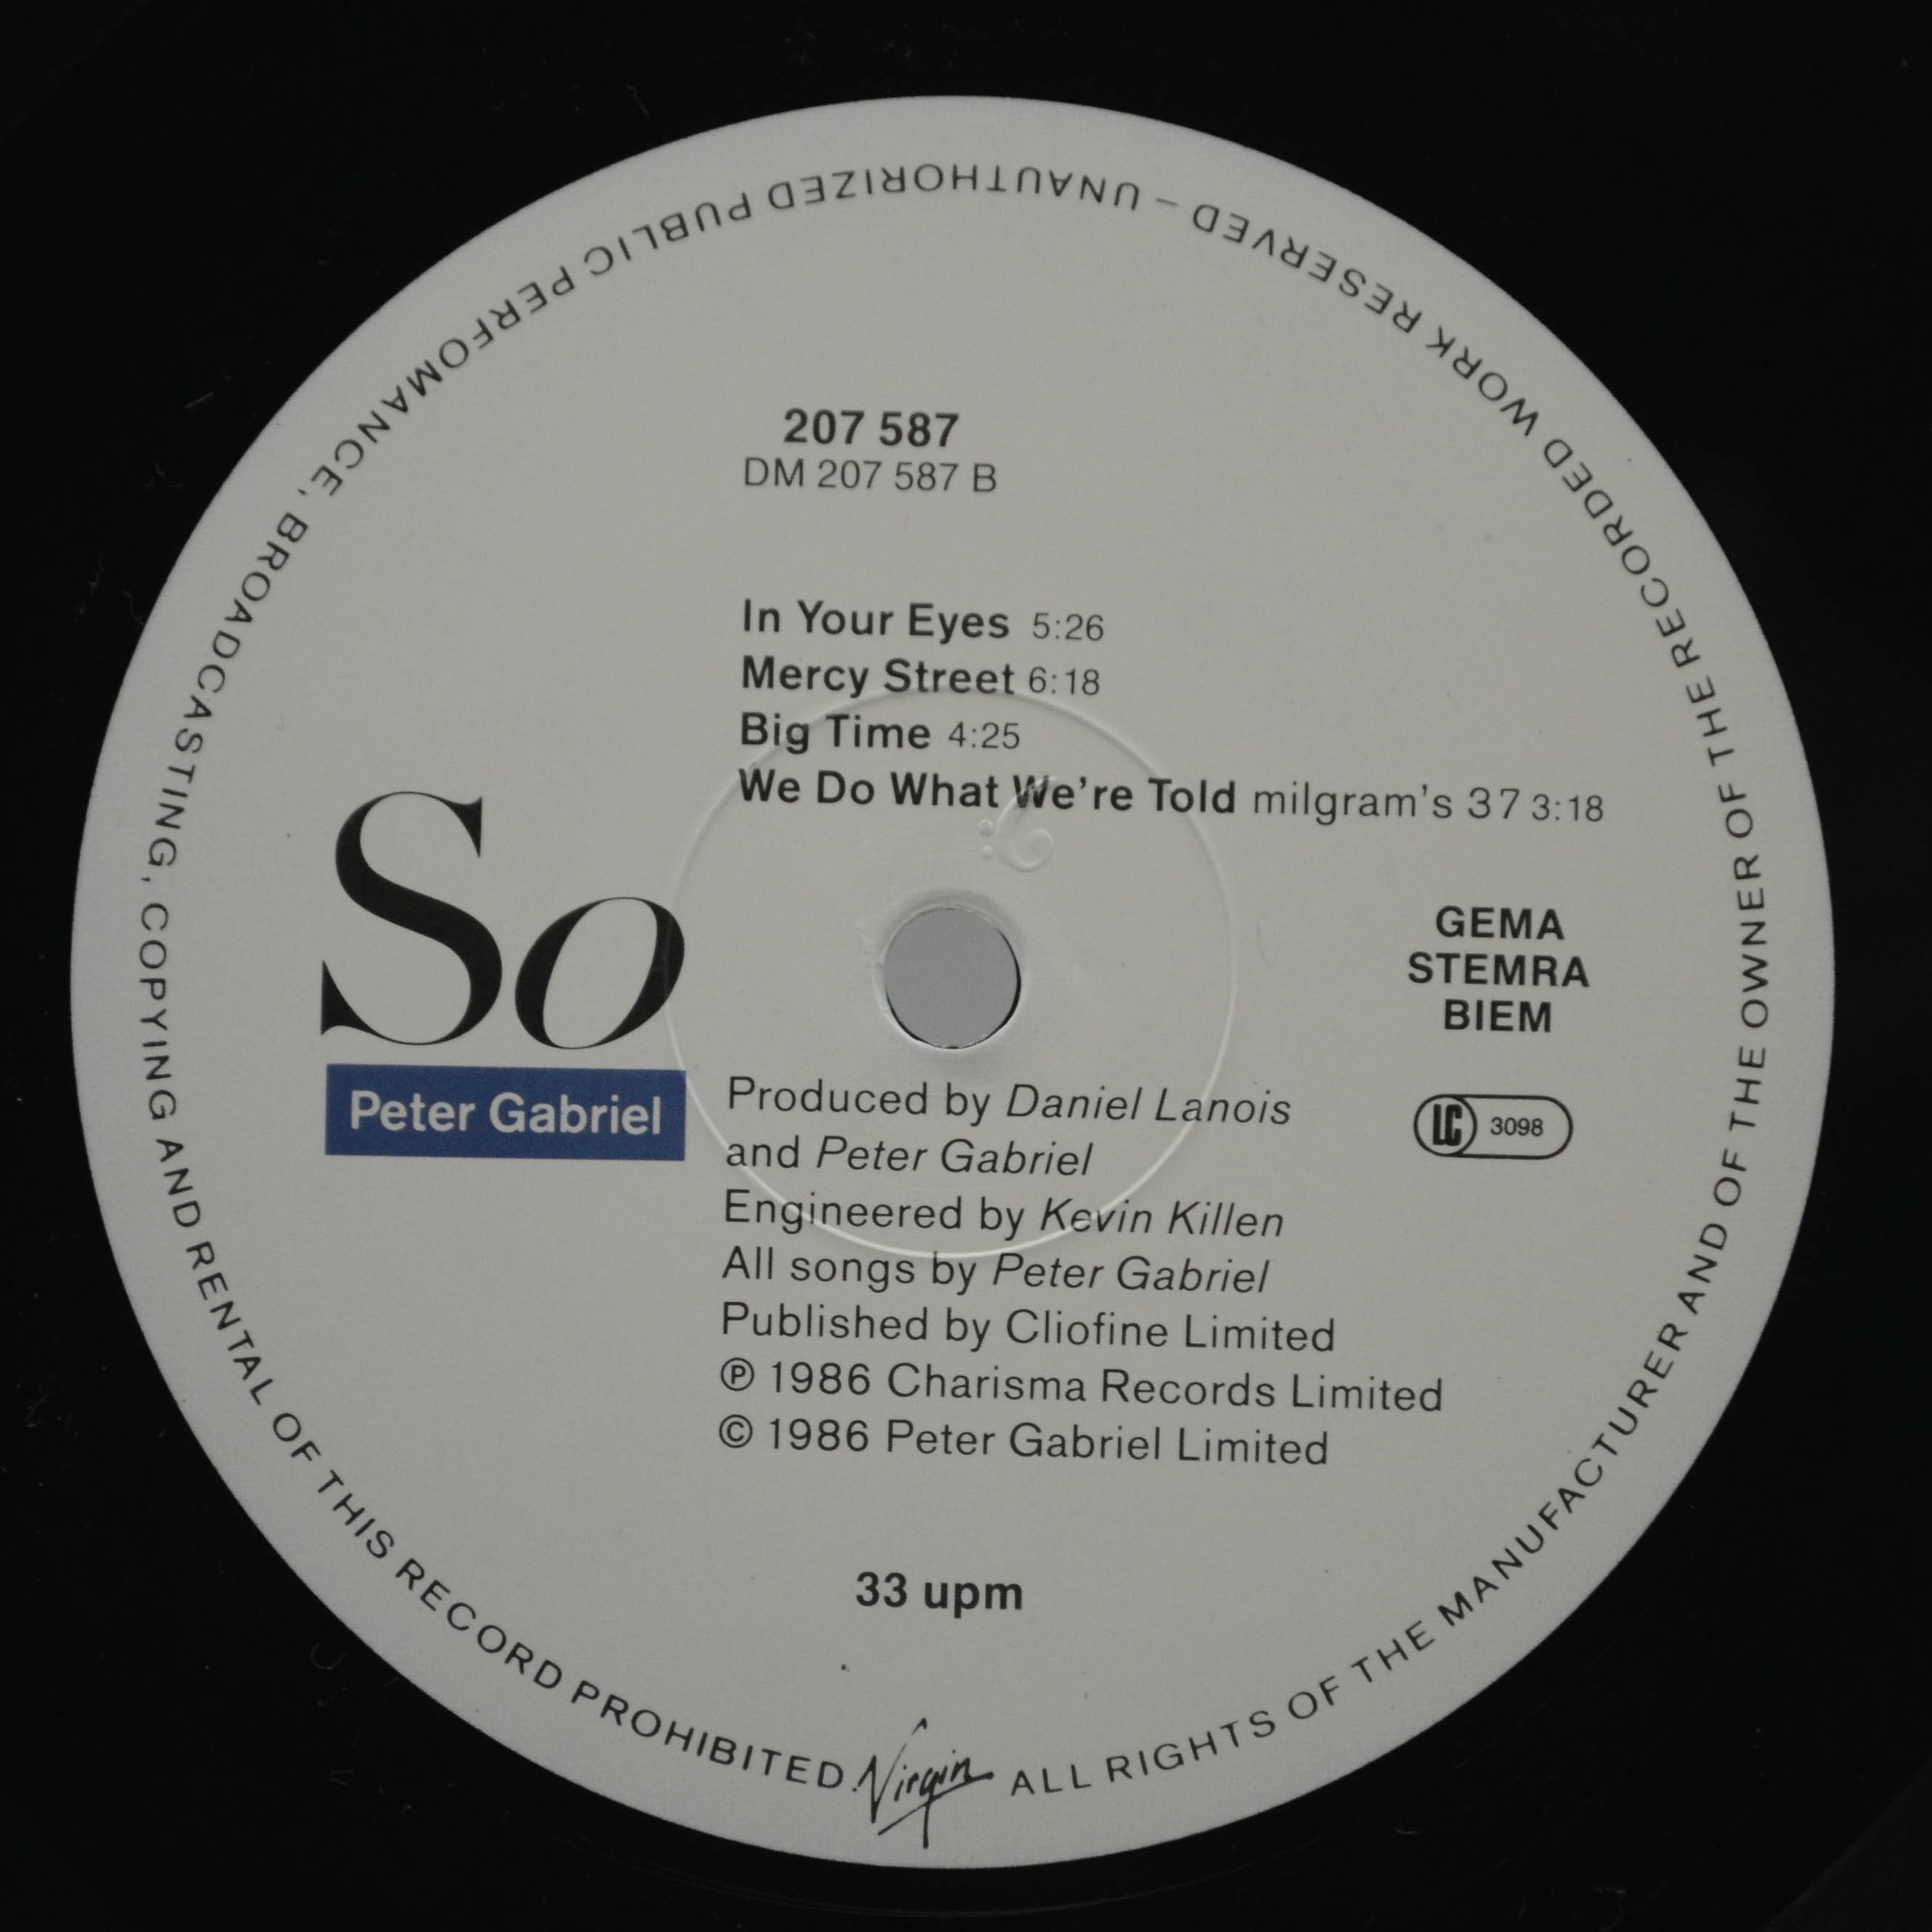 207 587
DM 207 587 B
In Your Eyes 5:26
Mercy Street 6:18
Big Time 4:25
We Do What We're Told milgram's 37 3:18
So
Peter Gabriel
GEMA
STEMRA
BIEM
LC 3098
Produced by Daniel Lanois
and Peter Gabriel
Engineered by Kevin Killen
All songs by Peter Gabriel
Published by Cliofine Limited
Ⓟ 1986 Charisma Records Limited
© 1986 Peter Gabriel Limited
33 upm
Virgin
ALL RIGHTS OF THE MANUFACTURER AND OF THE OWNER OF THE RECORDED WORK RESERVED – UNAUTHORIZED PUBLIC PERFOMANCE, BROADCASTING, COPYING AND RENTAL OF THIS RECORD PROHIBITED.